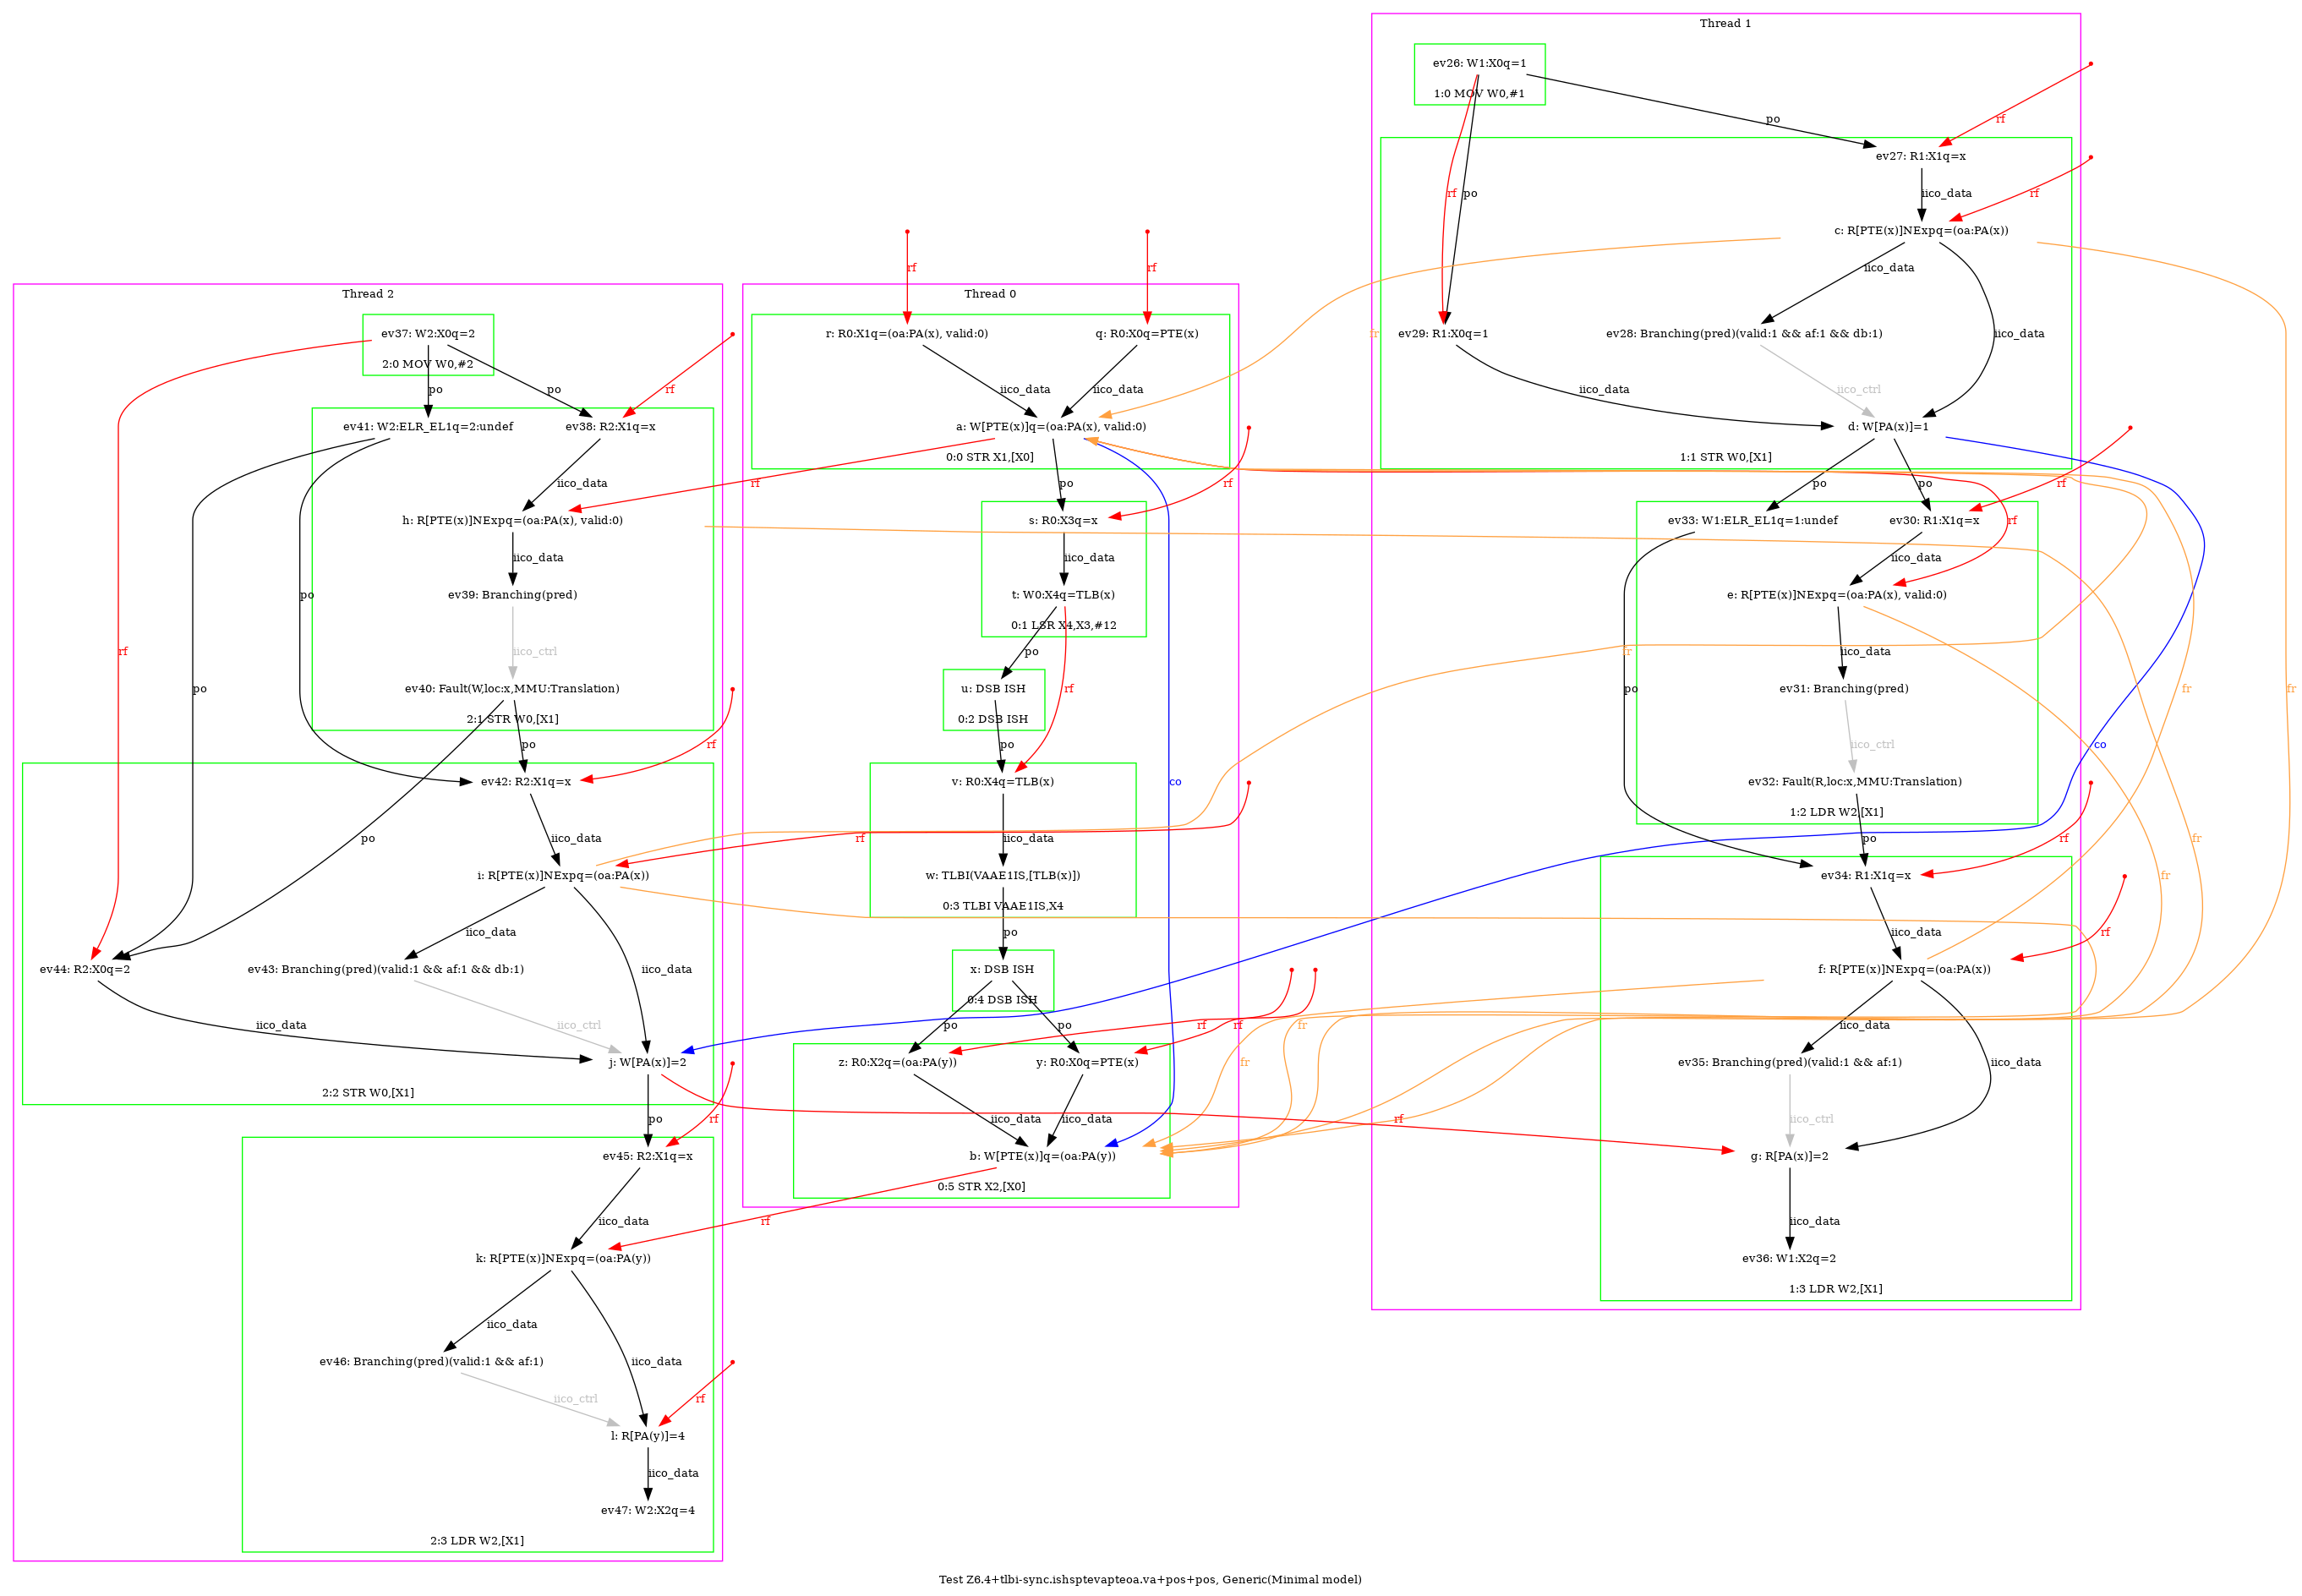 Thread 1
ev26: W1:X0q=1
1:0 MOV W0,#1
po
rf
ev27: R1:X1q=x
rf
po
iico_data
rf
c: R[PTE(x)]NExpq=(oa:PA(x))
iico_data
iico_data
fr
fr
ev29: R1:X0q=1
ev28: Branching(pred)(valid:1 && af:1 && db:1)
iico_data
iico_ctrl
d: W[PA(x)]=1
1:1 STR W0,[X1]
po
po
rf
co
ev33: W1:ELR_EL1q=1:undef
ev30: R1:X1q=x
rf
iico_data
e: R[PTE(x)]NExpq=(oa:PA(x), valid:0)
iico_data
fr
po
ev31: Branching(pred)
iico_ctrl
ev32: Fault(R,loc:x,MMU:Translation)
1:2 LDR W2,[X1]
po
rf
ev34: R1:X1q=x
iico_data
rf
fr
f: R[PTE(x)]NExpq=(oa:PA(x))
fr
iico_data
iico_data
ev35: Branching(pred)(valid:1 && af:1)
iico_ctrl
g: R[PA(x)]=2
iico_data
ev36: W1:X2q=2
1:3 LDR W2,[X1]
Thread 0
rf
rf
r: R0:X1q=(oa:PA(x), valid:0)
q: R0:X0q=PTE(x)
iico_data
iico_data
a: W[PTE(x)]q=(oa:PA(x), valid:0)
0:0 STR X1,[X0]
rf
po
rf
s: R0:X3q=x
iico_data
t: W0:X4q=TLB(x)
0:1 LSR X4,X3,#12
po
rf
u: DSB ISH
0:2 DSB ISH
po
co
v: R0:X4q=TLB(x)
iico_data
w: TLBI(VAAE1IS,[TLB(x)])
0:3 TLBI VAAE1IS,X4
po
x: DSB ISH
0:4 DSB ISH
po
po
rf
rf
fr
fr
z: R0:X2q=(oa:PA(y))
y: R0:X0q=PTE(x)
iico_data
iico_data
b: W[PTE(x)]q=(oa:PA(y))
0:5 STR X2,[X0]
rf
Thread 2
ev37: W2:X0q=2
2:0 MOV W0,#2
po
po
rf
ev41: W2:ELR_EL1q=2:undef
ev38: R2:X1q=x
iico_data
h: R[PTE(x)]NExpq=(oa:PA(x), valid:0)
iico_data
fr
ev39: Branching(pred)
po
iico_ctrl
rf
po
ev40: Fault(W,loc:x,MMU:Translation)
2:1 STR W0,[X1]
po
rf
ev42: R2:X1q=x
po
iico_data
rf
i: R[PTE(x)]NExpq=(oa:PA(x))
iico_data
iico_data
ev44: R2:X0q=2
ev43: Branching(pred)(valid:1 && af:1 && db:1)
iico_data
iico_ctrl
j: W[PA(x)]=2
2:2 STR W0,[X1]
po
rf
rf
ev45: R2:X1q=x
iico_data
k: R[PTE(x)]NExpq=(oa:PA(y))
iico_data
iico_data
ev46: Branching(pred)(valid:1 && af:1)
iico_ctrl
rf
l: R[PA(y)]=4
iico_data
ev47: W2:X2q=4
2:3 LDR W2,[X1]
Test Z6.4+tlbi-sync.ishsptevapteoa.va+pos+pos, Generic(Minimal model)